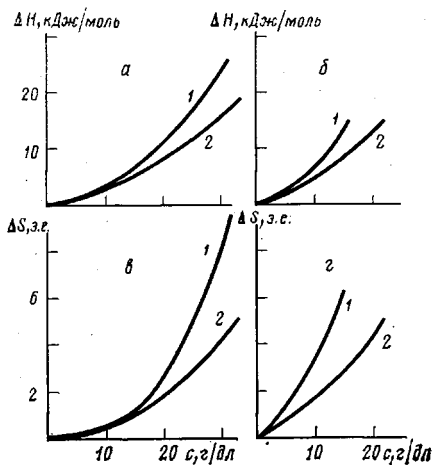 ΔH, кДж/моль ΔH, кДж/моль
а б
20
1 1
10 2 2
ΔS, э.е. ΔS, э.е.
в г
1
6 1
2 2
2
10 20 c, г/дл 10 20 c, г/дл